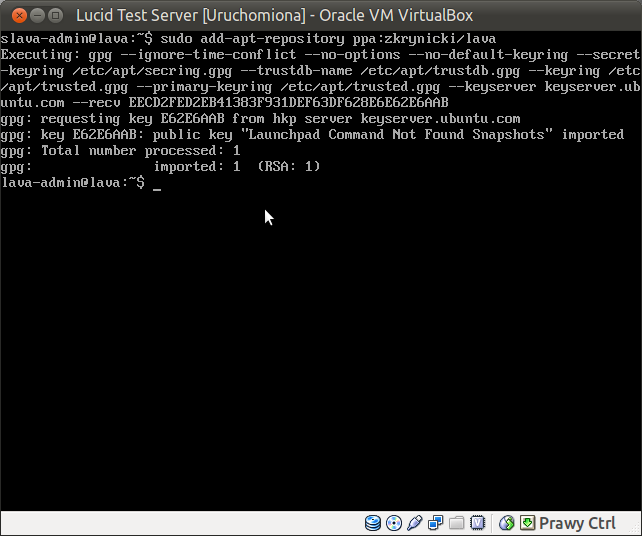 Lucid Test Server [Uruchomiona] - Oracle VM VirtualBox
slava-admin@lava:~$ sudo add-apt-repository ppa:zkrynicki/lava
Executing: gpg --ignore-time-conflict --no-options --no-default-keyring --secret
-keyring /etc/apt/secring.gpg --trustdb-name /etc/apt/trustdb.gpg --keyring /etc
/apt/trusted.gpg --primary-keyring /etc/apt/trusted.gpg --keyserver keyserver.ub
untu.com --recv EECD2FED2EB41383F931DEF63DF628E6E62E6AAB
gpg: requesting key E62E6AAB from hkp server keyserver.ubuntu.com
gpg: key E62E6AAB: public key "Launchpad Command Not Found Snapshots" imported
gpg: Total number processed: 1
gpg:               imported: 1  (RSA: 1)
lava-admin@lava:~$ _
Prawy Ctrl